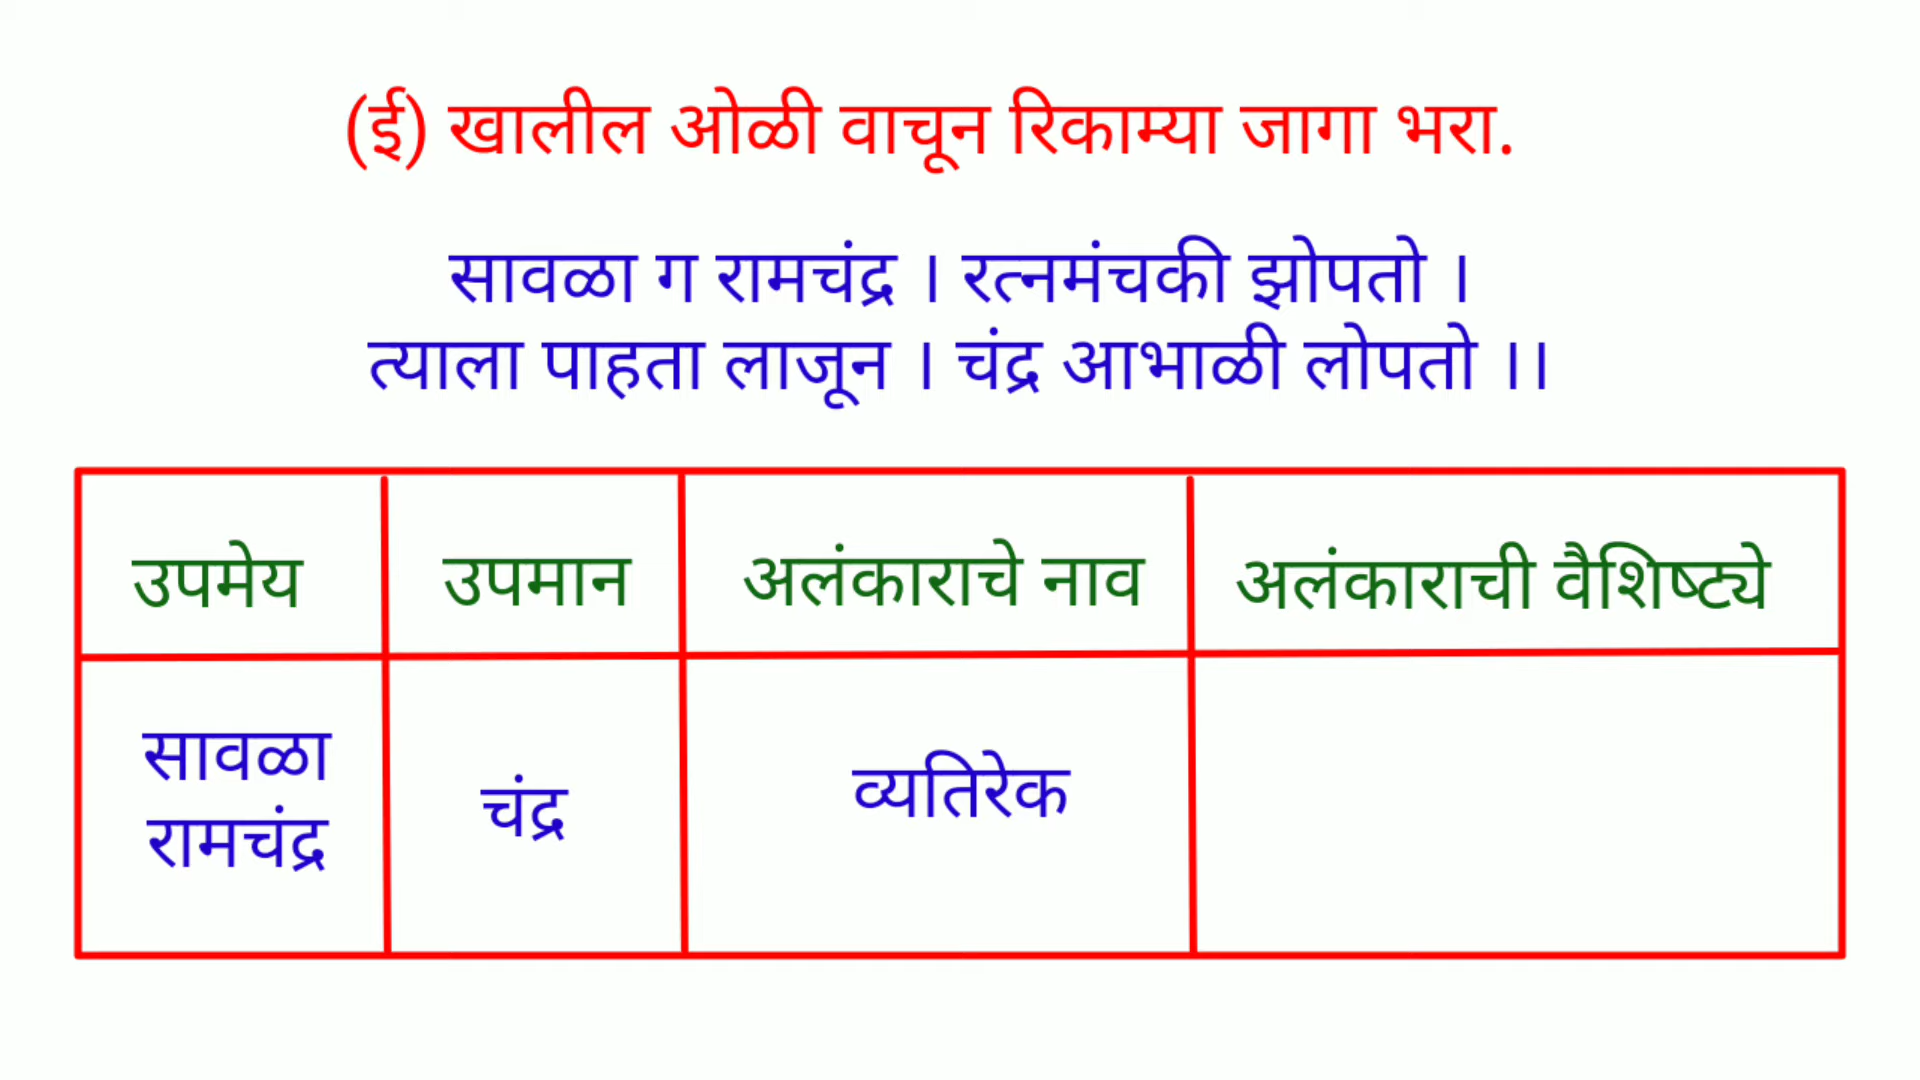 (ई) खालील ओळी वाचून रिकाम्या जागा भरा.
सावळा ग रामचंद्र । रत्नमंचकी झोपतो ।
त्याला पाहता लाजून । चंद्र आभाळी लोपतो ।।
उपमेय उपमान अलंकाराचे नाव अलंकाराची वैशिष्ट्ये
सावळा
रामचंद्र
चंद्र
व्यतिरेक